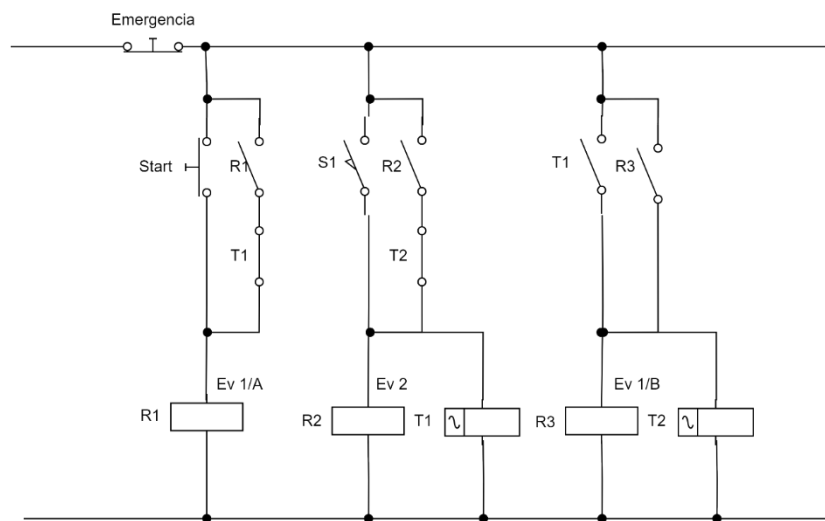 Emergencia
Start
R1
S1
R2
T1
R3
T1
T2
Ev 1/A
Ev 2
Ev 1/B
R1
R2
T1
R3
T2